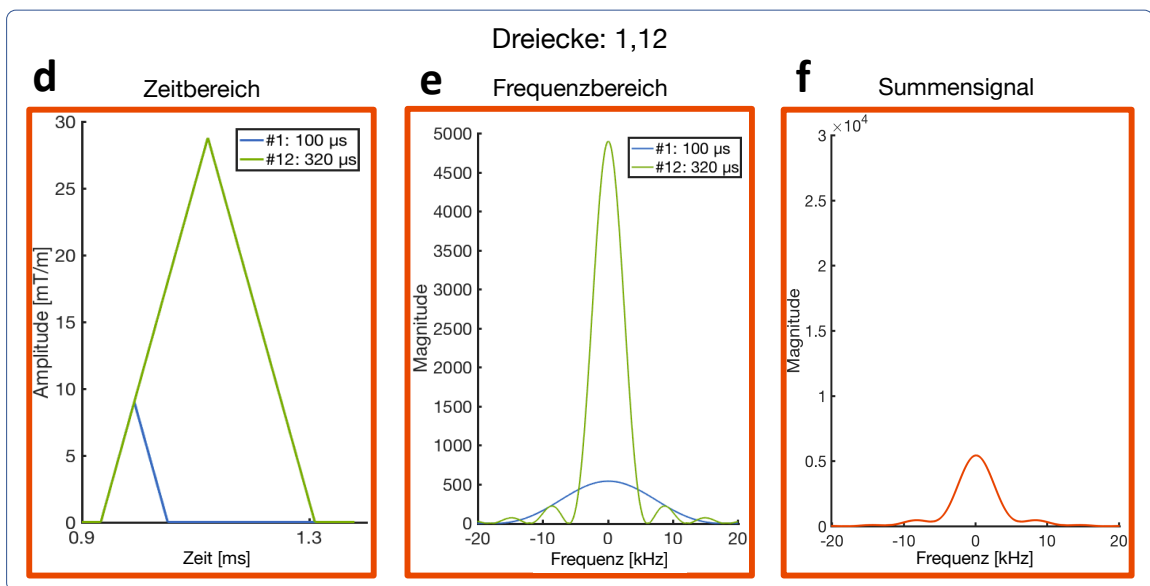 Dreiecke: 1,12
d
Zeitbereich
30
25
20
15
10
5
0
0.9
1.3
Amplitude [mT/m]
Zeit [ms]
#1: 100 µs
#12: 320 µs
e
Frequenzbereich
5000
4500
4000
3500
3000
2500
2000
1500
1000
500
0
-20
-10
0
10
20
Magnitude
Frequenz [kHz]
#1: 100 µs
#12: 320 µs
f
Summensignal
×10⁴
3
2.5
2
1.5
1
0.5
0
-20
-10
0
10
20
Magnitude
Frequenz [kHz]